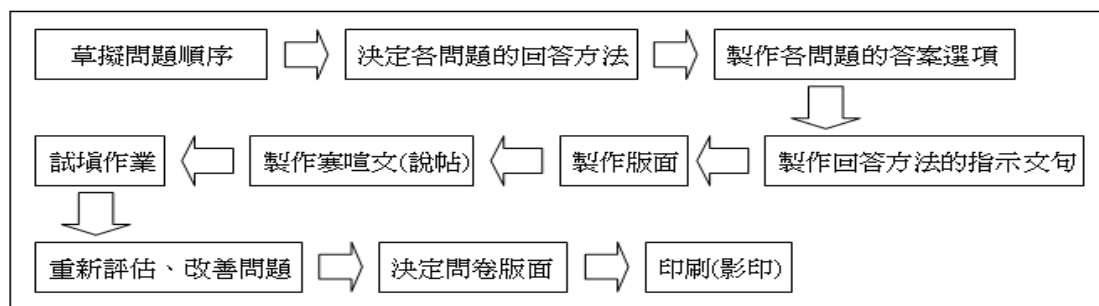 草擬問題順序
決定各問題的回答方法
製作各問題的答案選項
製作回答方法的指示文句
製作版面
製作寒喧文(說帖)
試填作業
重新評估、改善問題
決定問卷版面
印刷(影印)